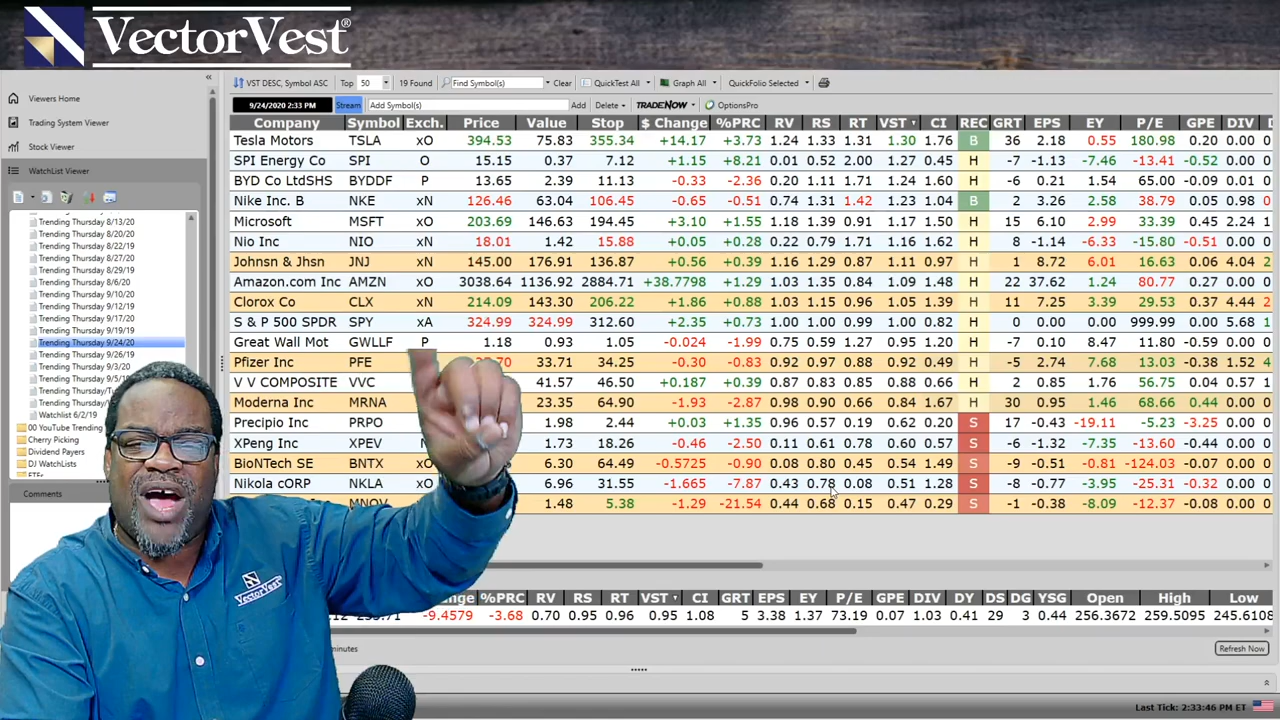 VectorVest®
VST DESC, Symbol ASC Top 50 19 Found Find Symbol(s) Clear QuickTest All Graph All QuickFolio Selected
Viewers Home
Trading System Viewer
Stock Viewer
WatchList Viewer
9/24/2020 2:33 PM Stream Add Symbol(s) Add Delete TRADENOW OptionsPro
Company Symbol Exch. Price Value Stop $ Change %PRC RV RS RT VST CI REC GRT EPS EY P/E GPE DIV
Tesla Motors TSLA xO 394.53 75.83 355.34 +14.17 +3.73 1.24 1.33 1.31 1.30 1.76 B 36 2.18 0.55 180.98 0.20 0.00 0
SPI Energy Co SPI O 15.15 0.37 7.12 +1.15 +8.21 0.01 0.52 2.00 1.27 0.45 H -7 -1.13 -7.46 -13.41 -0.52 0.00 0
BYD Co LtdSHS BYDDF P 13.65 2.39 11.13 -0.33 -2.36 0.20 1.11 1.71 1.24 1.60 H -6 0.21 1.54 65.00 -0.09 0.01 0
Nike Inc. B NKE xN 126.46 63.04 106.45 -0.65 -0.51 0.74 1.31 1.42 1.23 1.04 B 2 3.26 2.58 38.79 0.05 0.98 0
Microsoft MSFT xO 203.69 146.63 194.45 +3.10 +1.55 1.18 1.39 0.91 1.18 1.49 H 15 6.10 2.99 33.39 0.45 2.24 1
Nio Inc NIO xN 18.01 1.42 15.88 +0.05 +0.28 0.22 0.79 1.71 1.16 1.62 H 8 -1.14 -6.33 -15.80 -0.51 0.00 0
Johnsn & Jhsn JNJ xN 145.00 176.91 136.87 +0.56 +0.39 1.16 1.29 0.87 1.11 0.97 H 1 8.72 6.01 16.63 0.06 4.04 2
Amazon.com Inc AMZN xO 3038.64 1136.92 2884.71 +38.7798 +1.29 1.03 1.35 0.84 1.09 1.48 H 22 37.62 1.24 80.77 0.27 0.00 0
Clorox Co CLX xN 214.09 143.30 206.22 +1.86 +0.88 1.03 1.15 0.96 1.05 1.39 H 11 7.25 3.39 29.53 0.37 4.44 2
S & P 500 SPDR SPY xA 324.99 324.99 312.60 +2.35 +0.73 1.00 1.00 1.00 1.00 0.82 H 0 0.00 0.00 999.99 0.00 5.68 1
Great Wall Mot GWLLF P 1.18 0.93 1.05 -0.024 -1.99 0.75 0.59 1.27 0.95 1.20 H -7 0.10 8.47 11.80 -0.59 0.00 0
Pfizer Inc PFE 33.71 34.25 -0.30 -0.83 0.92 0.97 0.88 0.92 0.49 H -5 2.74 7.68 13.03 -0.38 1.52 4
V V COMPOSITE VVC 41.57 46.50 +0.187 +0.39 0.87 0.83 0.85 0.88 0.66 H 2 0.85 1.76 56.75 0.04 0.57 1
Moderna Inc MRNA 23.35 64.90 -1.93 -2.87 0.98 0.90 0.66 0.84 1.67 H 30 0.95 1.46 68.66 0.44 0.00 0
Precipio Inc PRPO 1.98 2.44 +0.03 +1.35 0.96 0.57 0.19 0.62 0.20 S 17 -0.43 -19.11 -5.23 -3.25 0.00 0
XPeng Inc XPEV 1.73 18.26 -0.46 -2.50 0.11 0.61 0.78 0.60 0.27 S -6 -1.32 -7.35 -13.60 -0.44 0.00 0
BioNTech SE BNTX xO 6.30 64.49 -0.5725 -0.90 0.08 0.80 0.45 0.54 1.49 S -9 -0.51 -0.81 -124.03 -0.07 0.00 0
Nikola cORP NKLA xO 6.96 31.55 -1.665 -7.87 0.43 0.78 0.08 0.51 1.28 S -8 -0.77 -3.95 -25.31 -0.32 0.00 0
MNOV 1.48 5.38 -1.29 -21.54 0.44 0.68 0.15 0.47 0.29 S -1 -0.38 -8.09 -12.37 -0.08 0.00 0
Trending Thursday 8/13/20
Trending Thursday 8/20/20
Trending Thursday 8/22/19
Trending Thursday 8/27/20
Trending Thursday 8/29/19
Trending Thursday 8/6/20
Trending Thursday 9/10/20
Trending Thursday 9/12/19
Trending Thursday 9/17/20
Trending Thursday 9/19/19
Trending Thursday 9/24/20
Trending Thursday 9/26/19
Trending Thursday 9/3/20
Trending Thursday 9/5/1
Trending Thursday/T
Trending Thursday/
Watchlist 6/2/19
00 YouTube Trending
Cherry Picking
Dividend Payers
DJ WatchLists
ETFs
Comments
%PRC RV RS RT VST CI GRT EPS EY P/E GPE DIV DY DS DG YSG Open High Low
-9.4579 -3.68 0.70 0.95 0.96 0.95 1.08 5 3.38 1.37 73.19 0.07 1.03 0.41 29 3 0.44 256.3672 259.5095 245.6108
minutes
Refresh Now
VectorVest
Last Tick: 2:33:46 PM ET